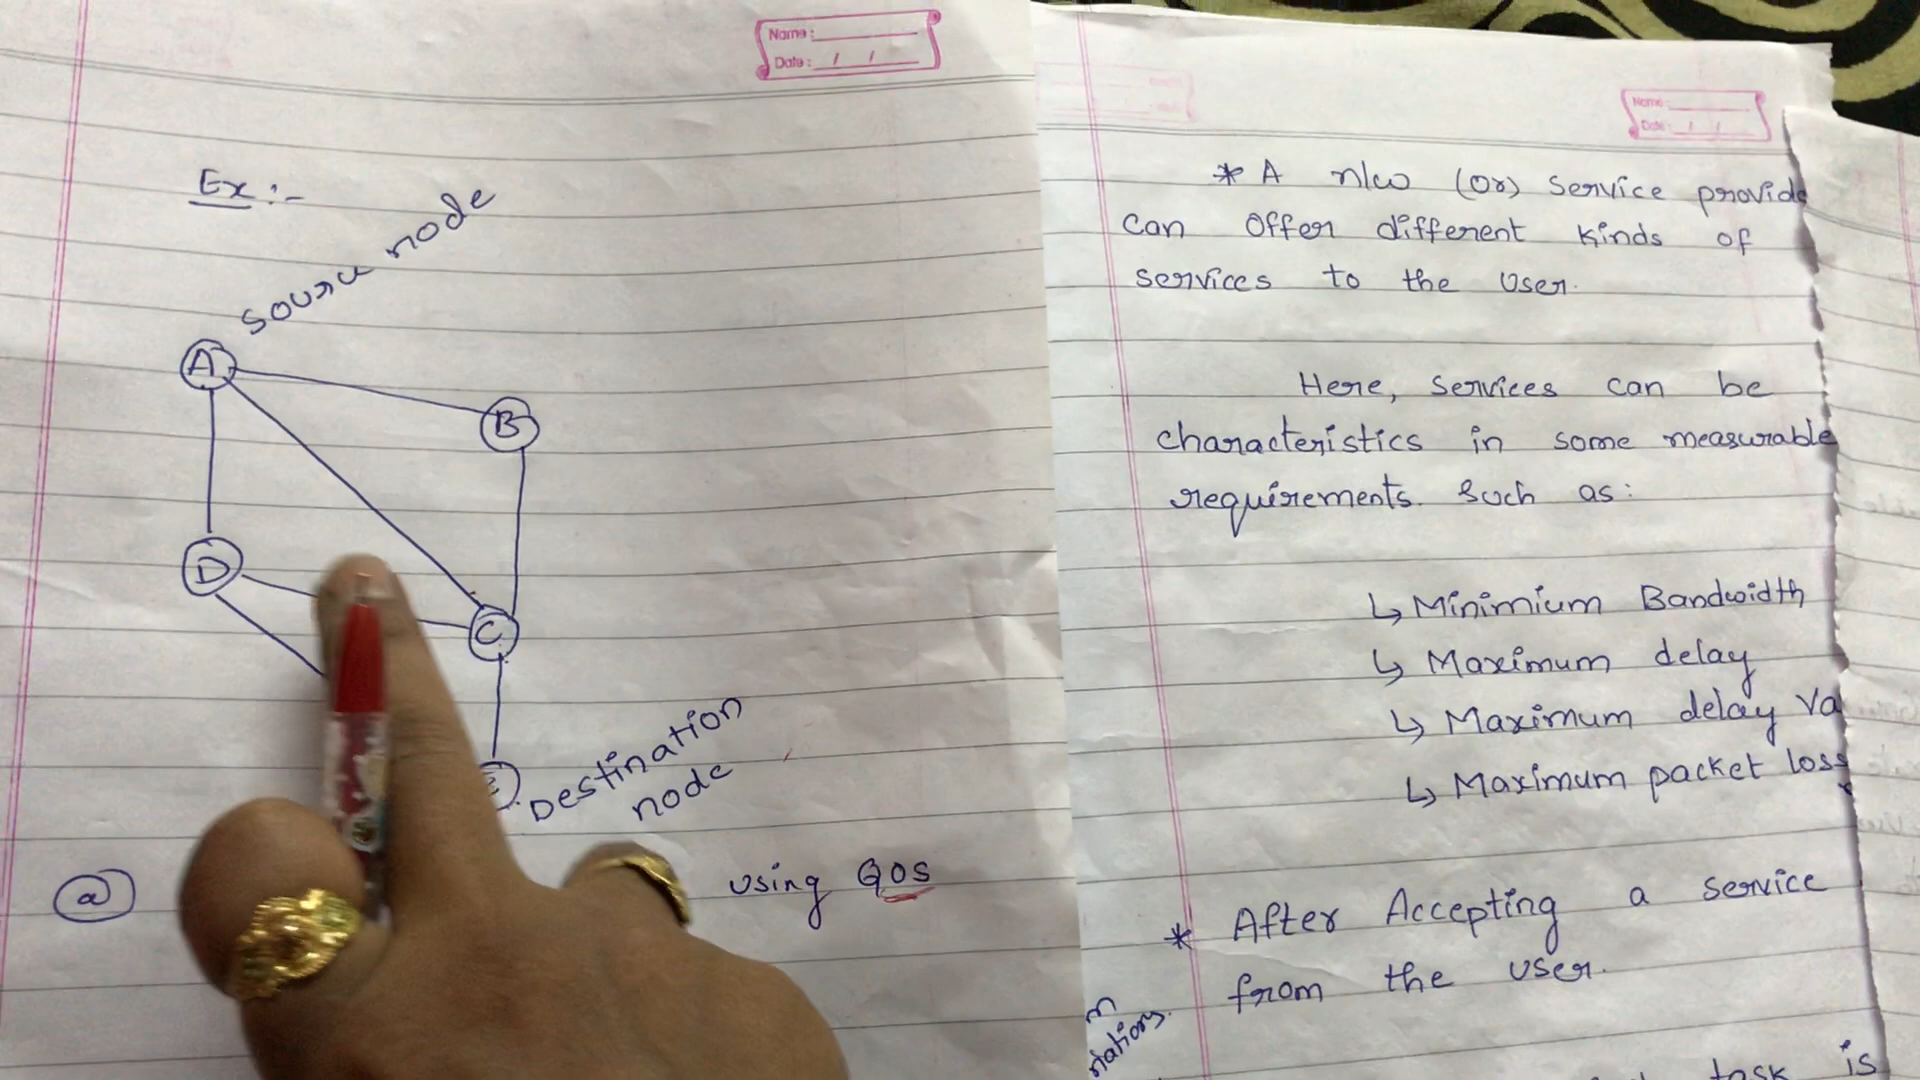 Name :
Date : / /
Ex :-
Source node
A
B
D
C
E
Destination
node
a
using QOS
Name :
Date : / /
* A n/w (or) service provide
can Offer different kinds of
services to the User.
Here, services can be
characteristics in some measurable
requirements. Such as:
↳ Minimium Bandwidth
↳ Maximum delay
↳ Maximum delay Va
↳ Maximum packet loss
* After Accepting a service
from the user.
task is